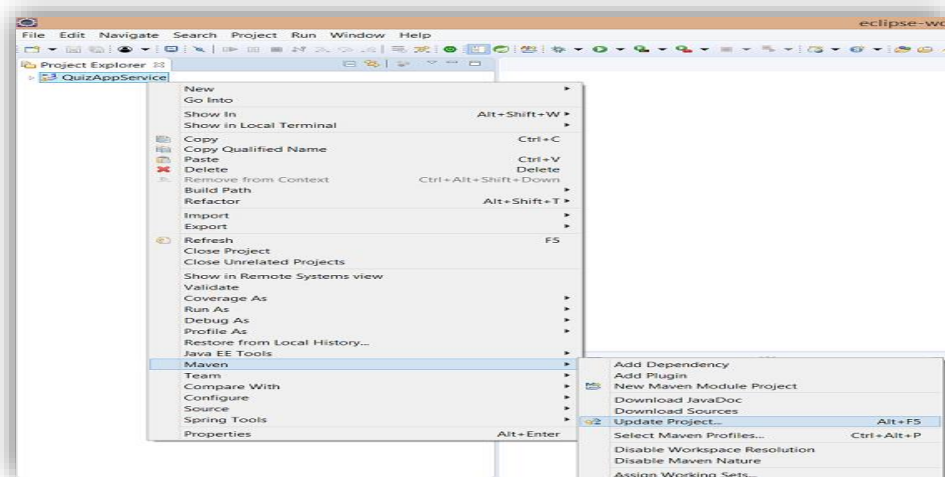 eclipse-wo
File Edit Navigate Search Project Run Window Help
Project Explorer
QuizAppService
New
Go Into
Show In Alt+Shift+W
Show in Local Terminal
Copy Ctrl+C
Copy Qualified Name
Paste Ctrl+V
Delete Delete
Remove from Context Ctrl+Alt+Shift+Down
Build Path
Refactor Alt+Shift+T
Import
Export
Refresh F5
Close Project
Close Unrelated Projects
Show in Remote Systems view
Validate
Coverage As
Run As
Debug As
Profile As
Restore from Local History...
Java EE Tools
Maven
Team
Compare With
Configure
Source
Spring Tools
Properties Alt+Enter
Add Dependency
Add Plugin
New Maven Module Project
Download JavaDoc
Download Sources
Update Project... Alt+F5
Select Maven Profiles... Ctrl+Alt+P
Disable Workspace Resolution
Disable Maven Nature
Assign Working Sets...